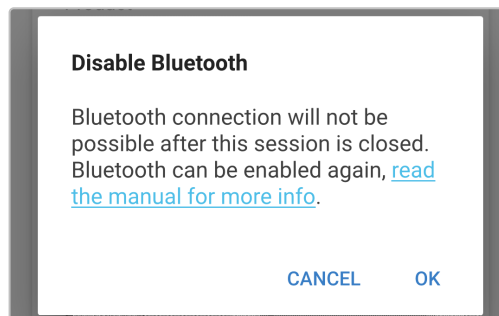 Disable Bluetooth
Bluetooth connection will not be
possible after this session is closed.
Bluetooth can be enabled again, read
the manual for more info.
CANCEL OK